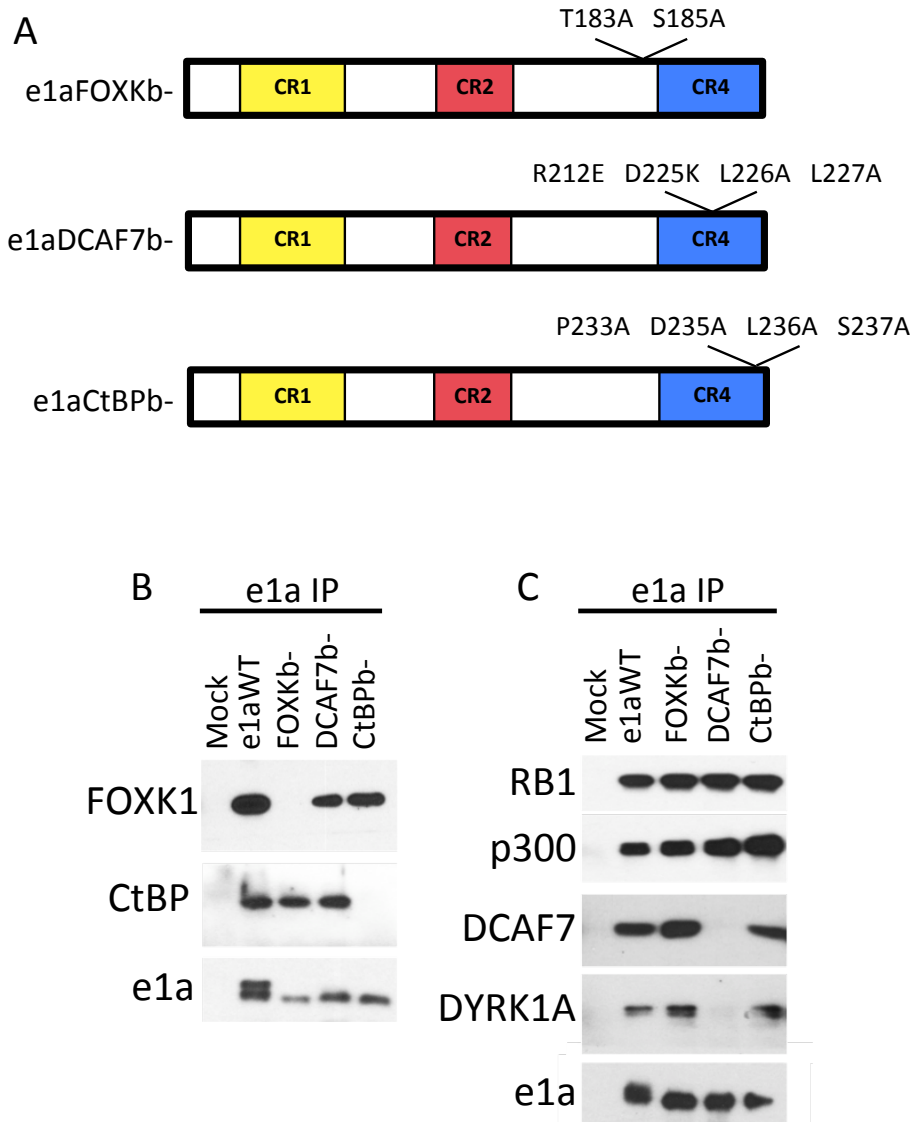 A
T183A S185A
e1aFOXKb- CR1 CR2 CR4
R212E D225K L226A L227A
e1aDCAF7b- CR1 CR2 CR4
P233A D235A L236A S237A
e1aCtBPb- CR1 CR2 CR4
B
e1a IP
Mock
e1aWT
FOXKb-
DCAF7b-
CtBPb-
FOXK1
CtBP
e1a
C
e1a IP
Mock
e1aWT
FOXKb-
DCAF7b-
CtBPb-
RB1
p300
DCAF7
DYRK1A
e1a